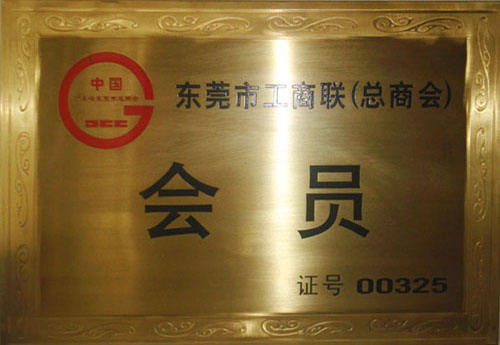 中国
东莞市工商联(总商会)
会员
证号 00325